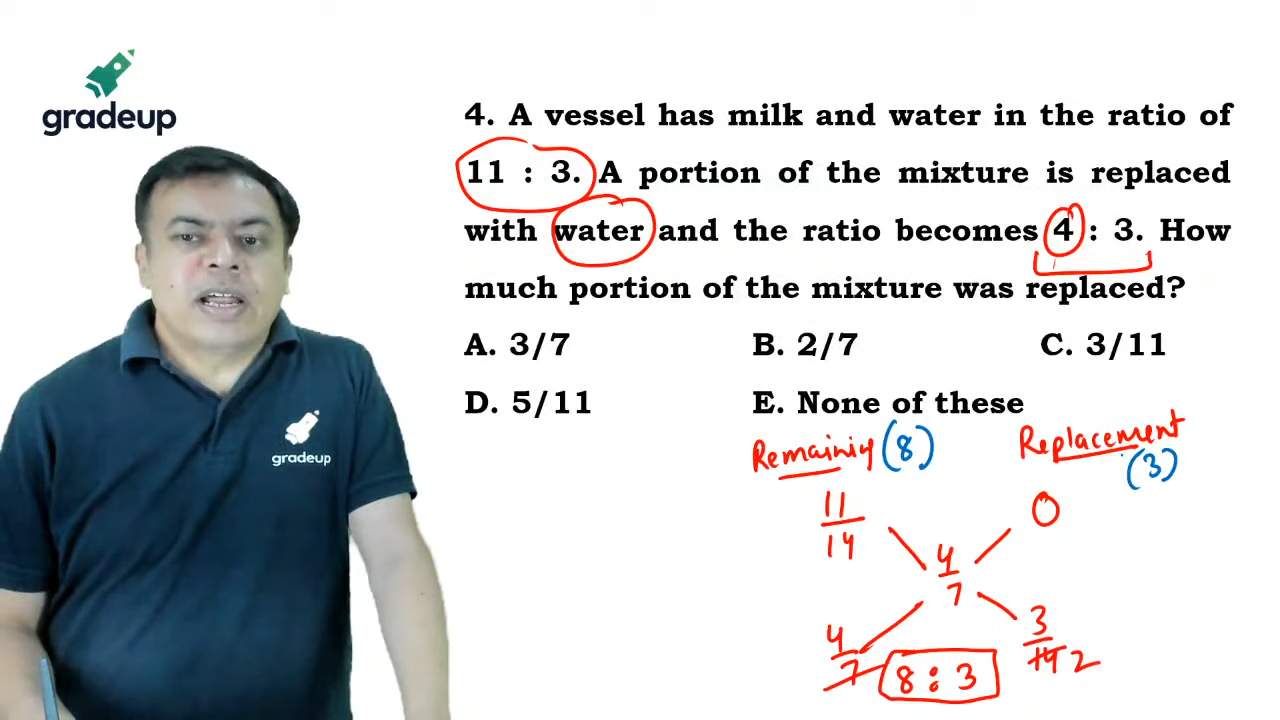 gradeup
4. A vessel has milk and water in the ratio of
11 : 3. A portion of the mixture is replaced
with water and the ratio becomes 4 : 3. How
much portion of the mixture was replaced?
A. 3/7 B. 2/7 C. 3/11
D. 5/11 E. None of these
gradeup
Remaining (8) Replacement
(3)
11/14 0
4/7
4/7 3/14 2
8 : 3